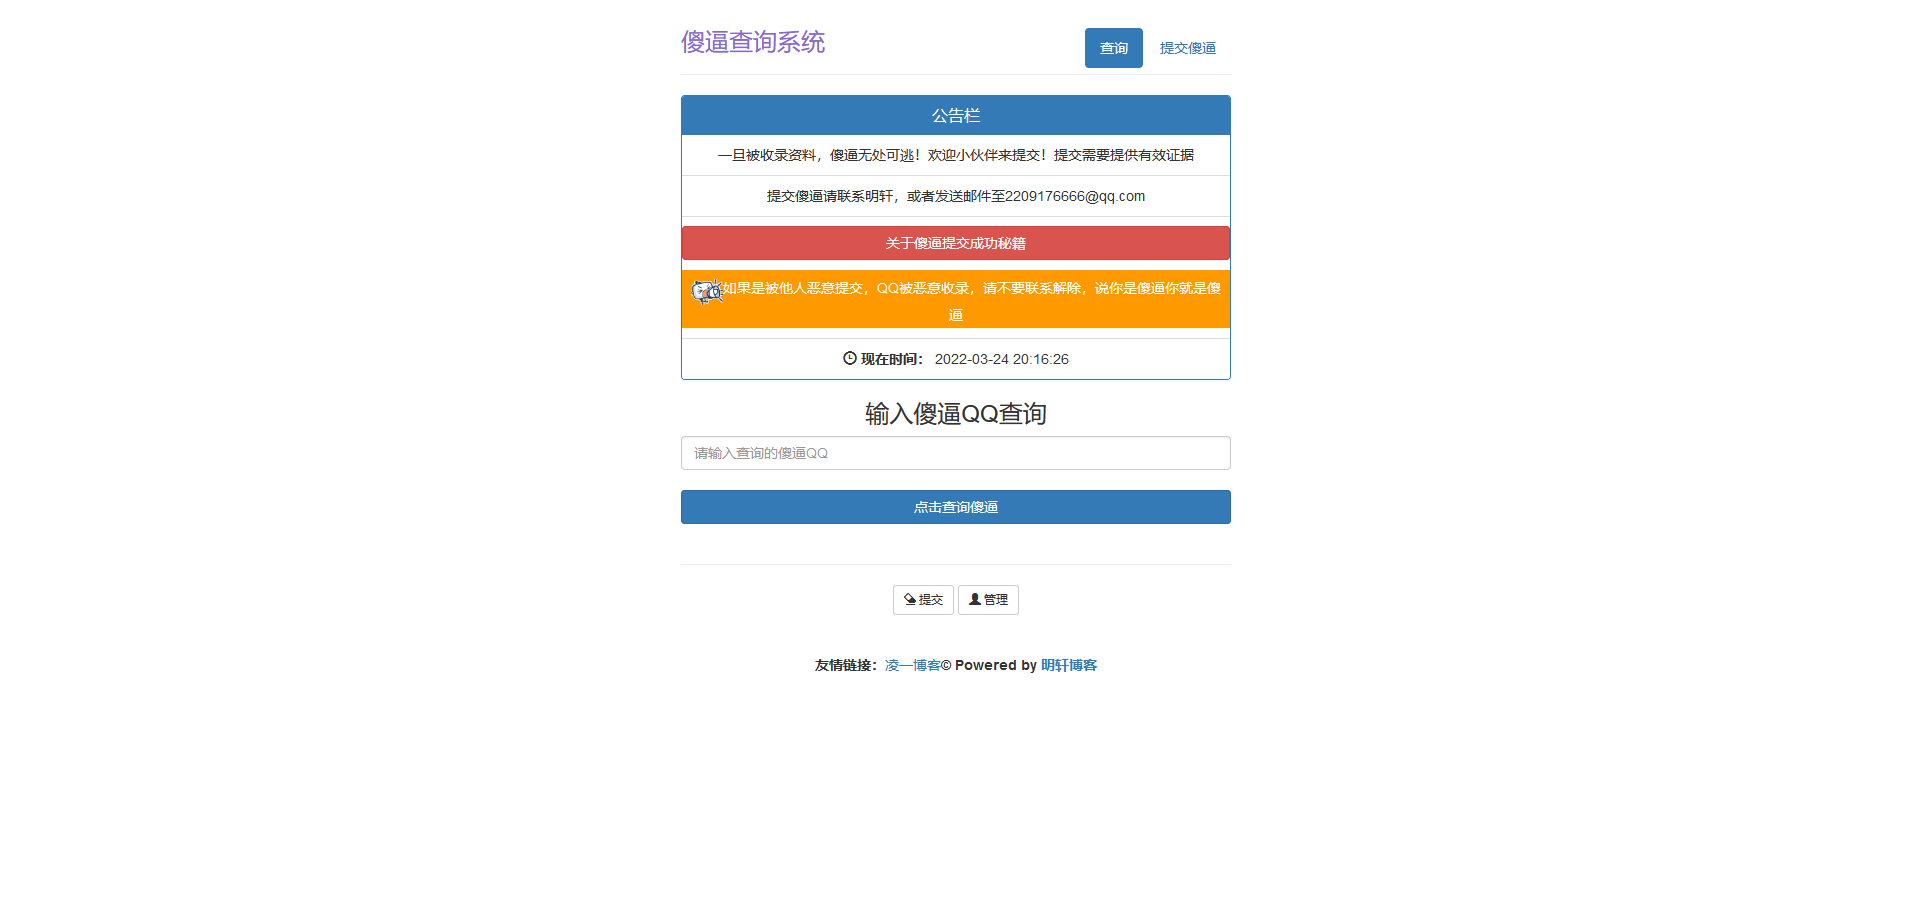 傻逼查询系统
查询
提交傻逼
公告栏
一旦被收录资料，傻逼无处可逃！欢迎小伙伴来提交！提交需要提供有效证据
提交傻逼请联系明轩，或者发送邮件至2209176666@qq.com
关于傻逼提交成功秘籍
如果是被他人恶意提交，QQ被恶意收录，请不要联系解除，说你是傻逼你就是傻
逼
现在时间： 2022-03-24 20:16:26
输入傻逼QQ查询
请输入查询的傻逼QQ
点击查询傻逼
提交
管理
友情链接：凌一博客© Powered by 明轩博客